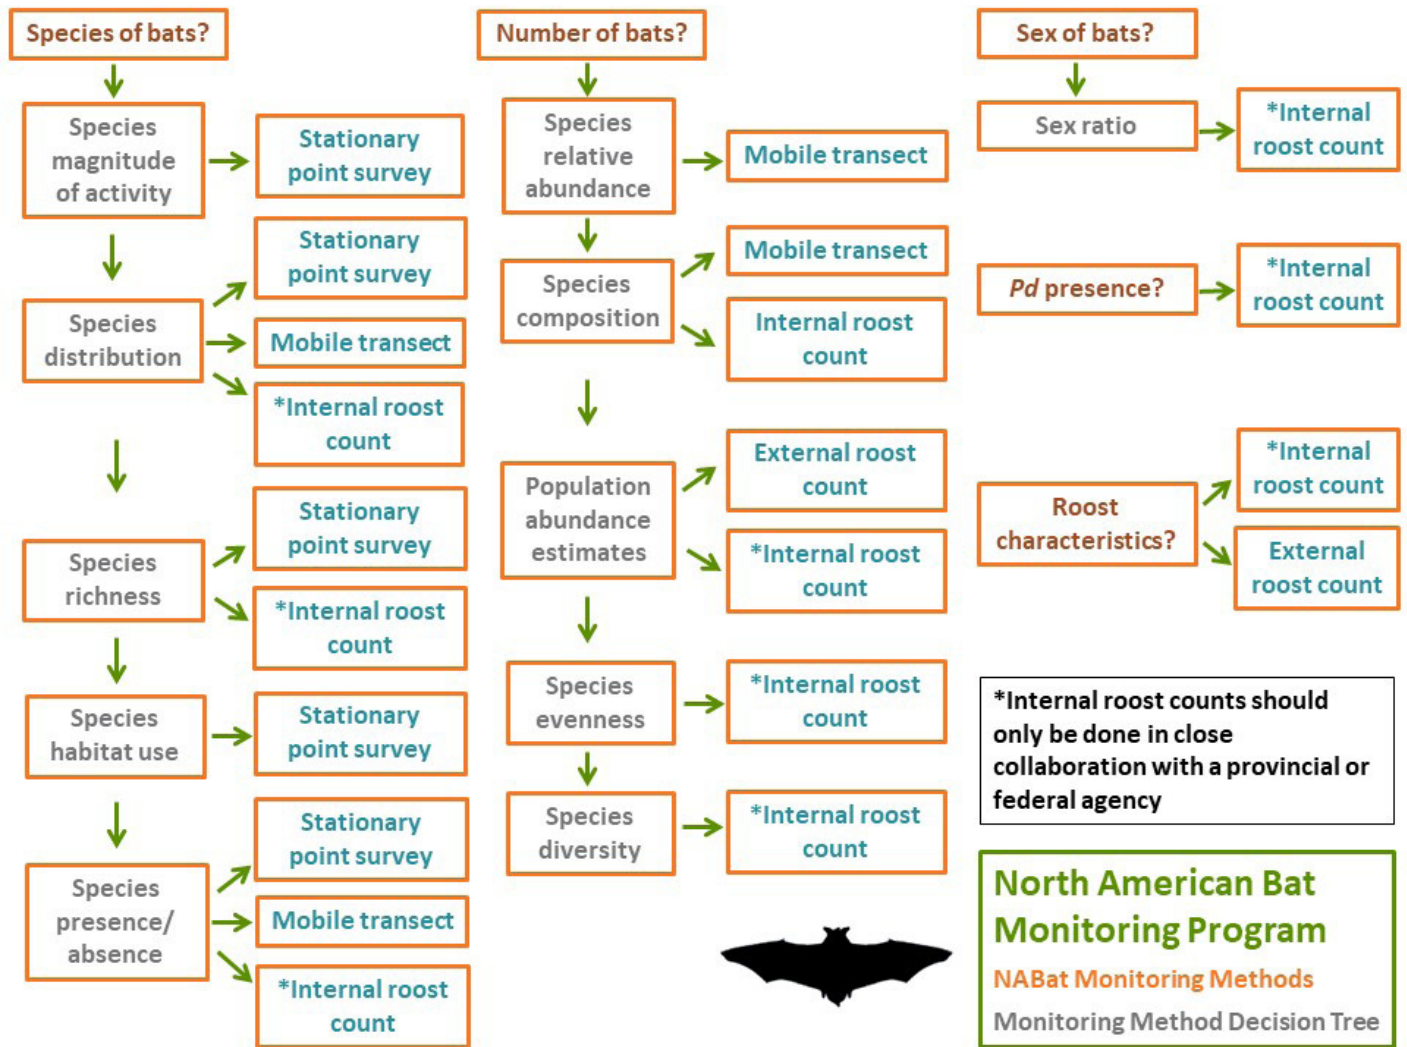 Species of bats?
Species
magnitude
of activity
Stationary
point survey
Species
distribution
Stationary
point survey
Mobile transect
*Internal roost
count
Species
richness
Stationary
point survey
*Internal roost
count
Species
habitat use
Stationary
point survey
Species
presence/
absence
Stationary
point survey
Mobile transect
*Internal roost
count
Number of bats?
Species
relative
abundance
Mobile transect
Species
composition
Mobile transect
Internal roost
count
Population
abundance
estimates
External roost
count
*Internal roost
count
Species
evenness
*Internal roost
count
Species
diversity
*Internal roost
count
Sex of bats?
Sex ratio
*Internal
roost count
Pd presence?
*Internal
roost count
Roost
characteristics?
*Internal
roost count
External
roost count
*Internal roost counts should
only be done in close
collaboration with a provincial or
federal agency
North American Bat
Monitoring Program
NABat Monitoring Methods
Monitoring Method Decision Tree